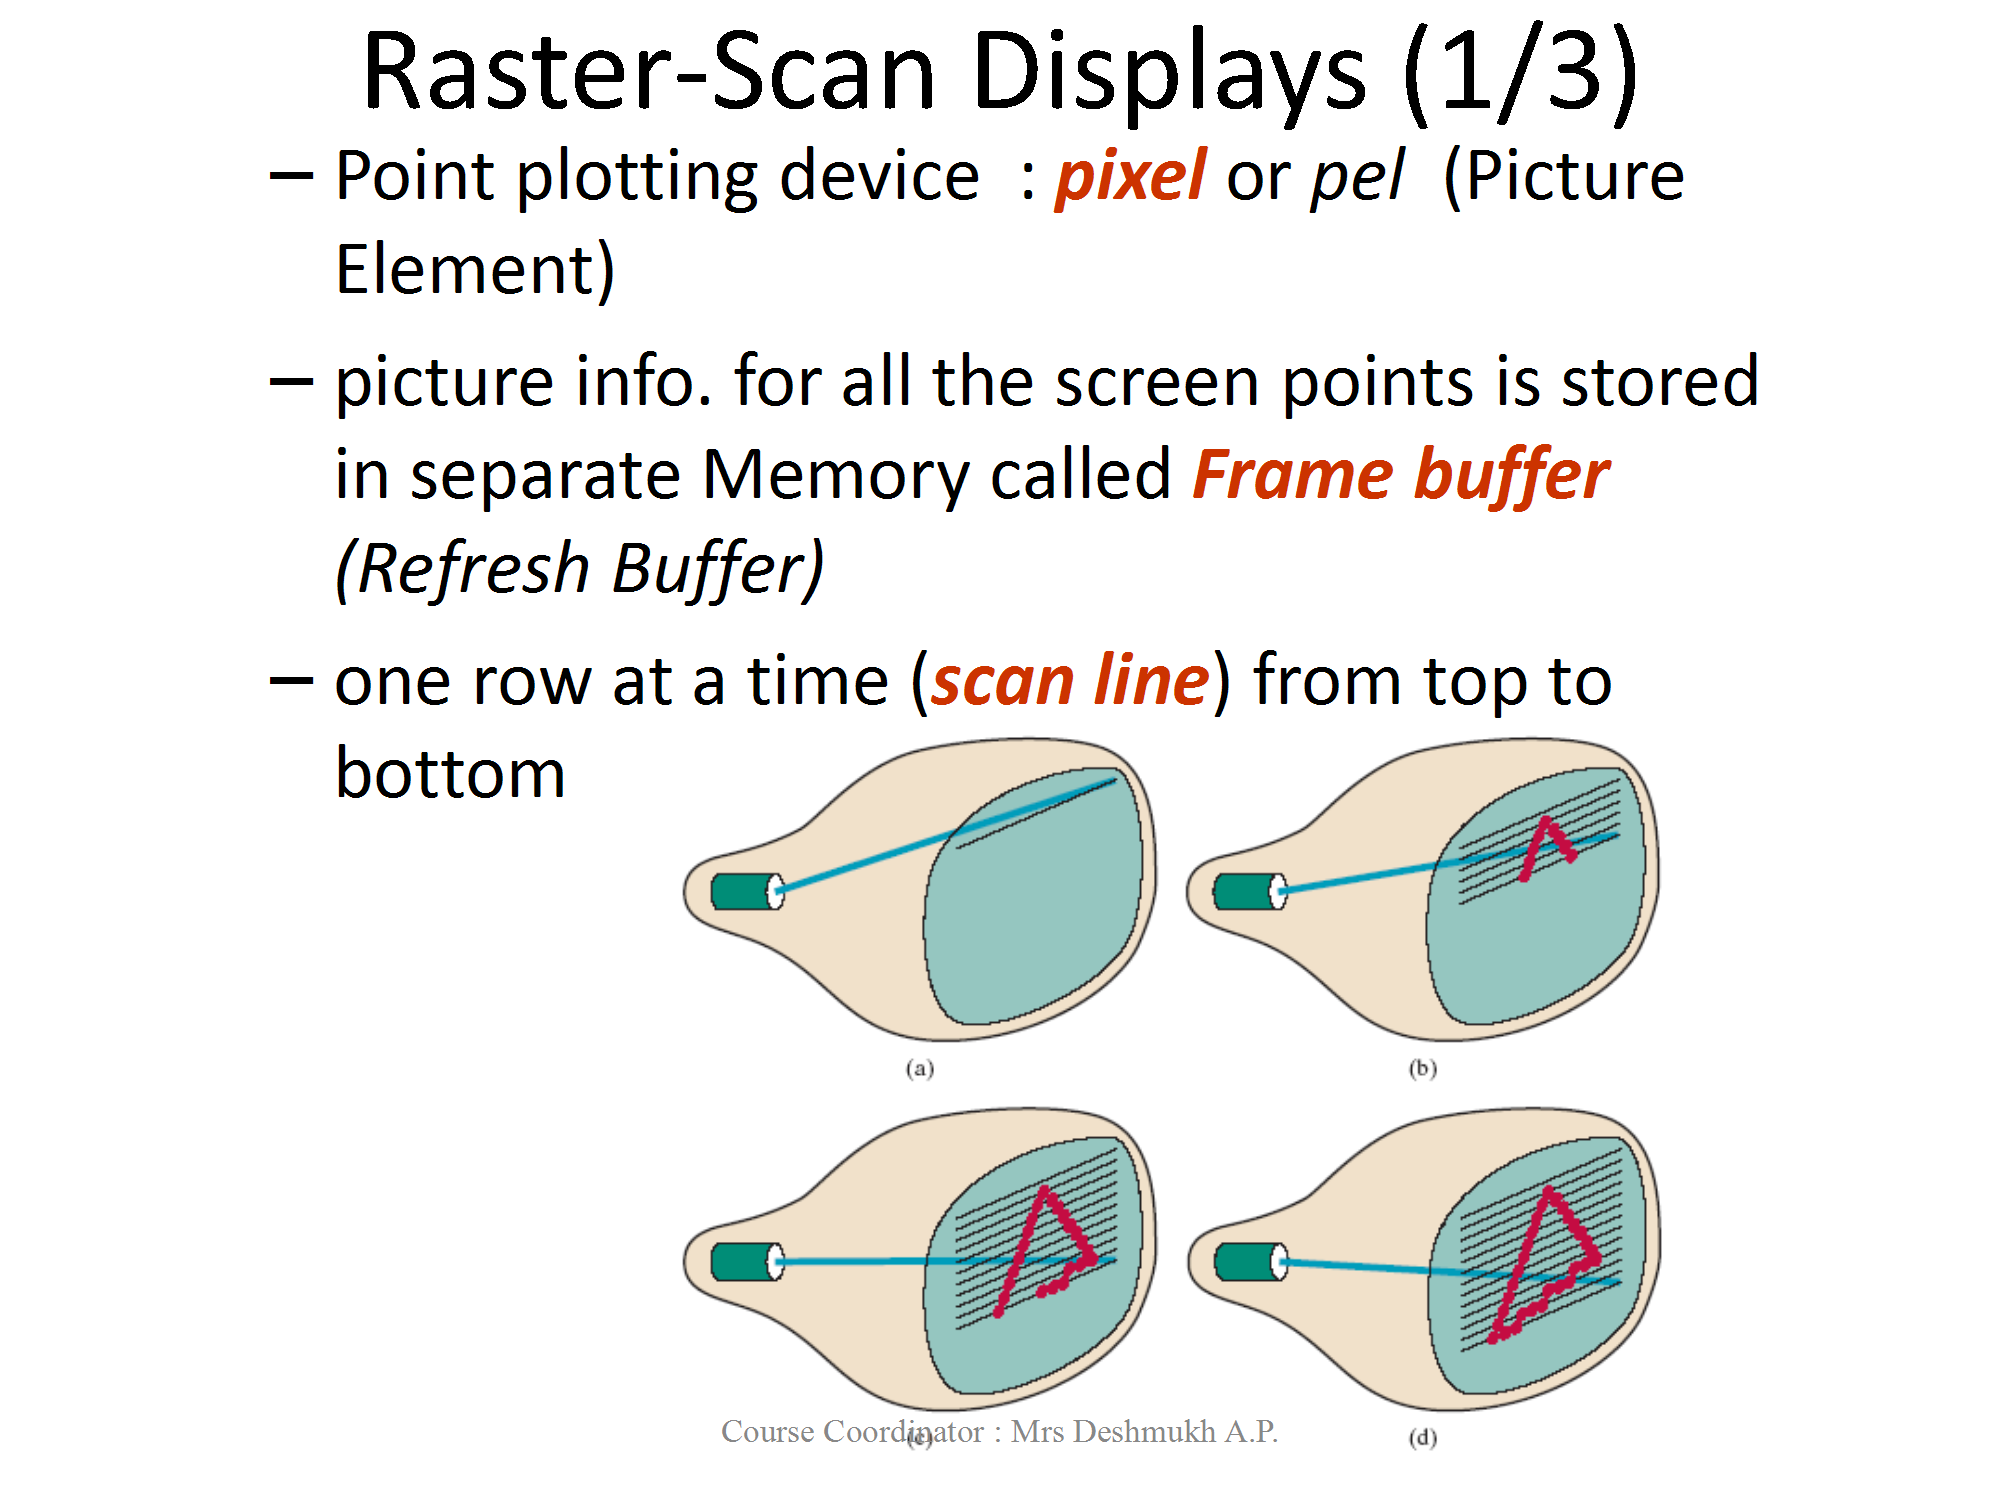 Raster-Scan Displays (1/3)
– Point plotting device : pixel or pel (Picture
Element)
– picture info. for all the screen points is stored
in separate Memory called Frame buffer
(Refresh Buffer)
– one row at a time (scan line) from top to
bottom
(a)
(b)
Course Coordinator : Mrs Deshmukh A.P.
(c)
(d)